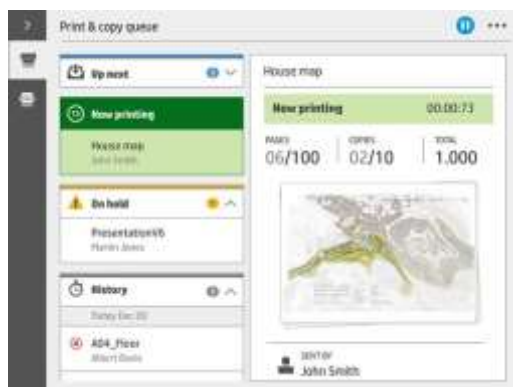 Print & copy queue
Up next
Now printing
House map
John Smith
On hold
PresentationV6
Martin Jones
History
A04_Floor
House map
Now printing
00:00:73
PAGES
06/100
COPIES
02/10
TOTAL
1.000
SENT BY
John Smith